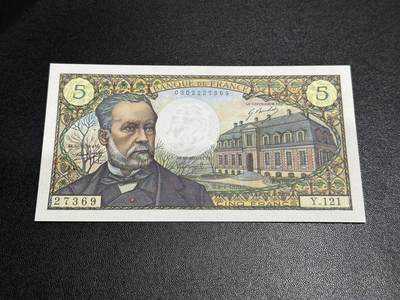 BANQUE DE FRANCE
5
0302227369
5
27369
CINQ FRANCS
Y.121